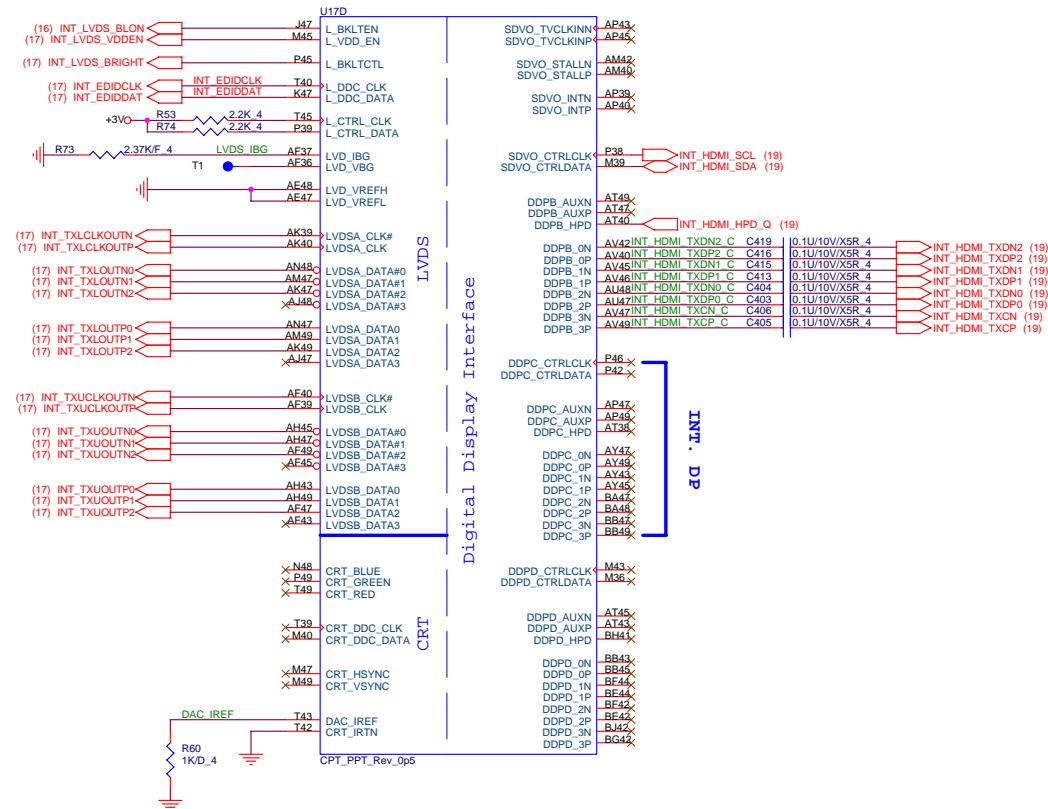 U17D
(16) INT_LVDS_BLON J47 L_BKLTEN
(17) INT_LVDS_VDDEN M45 L_VDD_EN
(17) INT_LVDS_BRIGHT P45 L_BKLTCTL
(17) INT_EDIDCLK INT_EDIDCLK T40 L_DDC_CLK
(17) INT_EDIDDAT INT_EDIDDAT K47 L_DDC_DATA
+3V R53 2.2K_4 T45 L_CTRL_CLK
R74 2.2K_4 P39 L_CTRL_DATA
R73 2.37K/F_4 LVDS_IBG AF37 LVD_IBG
T1 AF36 LVD_VBG
AE48 LVD_VREFH
AE47 LVD_VREFL
(17) INT_TXLCLKOUTN AK39 LVDSA_CLK#
(17) INT_TXLCLKOUTP AK40 LVDSA_CLK
(17) INT_TXLOUTN0 AN48 LVDSA_DATA#0
(17) INT_TXLOUTN1 AM47 LVDSA_DATA#1
(17) INT_TXLOUTN2 AK47 LVDSA_DATA#2
AJ48 LVDSA_DATA#3
(17) INT_TXLOUTP0 AN47 LVDSA_DATA0
(17) INT_TXLOUTP1 AM49 LVDSA_DATA1
(17) INT_TXLOUTP2 AK49 LVDSA_DATA2
AJ47 LVDSA_DATA3
(17) INT_TXUCLKOUTN AF40 LVDSB_CLK#
(17) INT_TXUCLKOUTP AF39 LVDSB_CLK
(17) INT_TXUOUTN0 AH45 LVDSB_DATA#0
(17) INT_TXUOUTN1 AH47 LVDSB_DATA#1
(17) INT_TXUOUTN2 AF49 LVDSB_DATA#2
AF45 LVDSB_DATA#3
(17) INT_TXUOUTP0 AH43 LVDSB_DATA0
(17) INT_TXUOUTP1 AH49 LVDSB_DATA1
(17) INT_TXUOUTP2 AF47 LVDSB_DATA2
AF43 LVDSB_DATA3
N48 CRT_BLUE
P49 CRT_GREEN
T49 CRT_RED
T39 CRT_DDC_CLK
M40 CRT_DDC_DATA
M47 CRT_HSYNC
M49 CRT_VSYNC
DAC_IREF T43 DAC_IREF
T42 CRT_IRTN
R60
1K/D_4
CPT_PPT_Rev_0p5
LVDS
CRT
Digital Display Interface
SDVO_TVCLKINN AP43
SDVO_TVCLKINP AP45
SDVO_STALLN AM42
SDVO_STALLP AM40
SDVO_INTN AP39
SDVO_INTP AP40
SDVO_CTRLCLK P38 INT_HDMI_SCL (19)
SDVO_CTRLDATA M39 INT_HDMI_SDA (19)
DDPB_AUXN AT49
DDPB_AUXP AT47
DDPB_HPD AT40 INT_HDMI_HPD_Q (19)
DDPB_0N AV42 INT_HDMI_TXDN2_C C419 0.1U/10V/X5R_4 INT_HDMI_TXDN2 (19)
DDPB_0P AV40 INT_HDMI_TXDP2_C C416 0.1U/10V/X5R_4 INT_HDMI_TXDP2 (19)
DDPB_1N AV45 INT_HDMI_TXDN1_C C415 0.1U/10V/X5R_4 INT_HDMI_TXDN1 (19)
DDPB_1P AV46 INT_HDMI_TXDP1_C C413 0.1U/10V/X5R_4 INT_HDMI_TXDP1 (19)
DDPB_2N AU48 INT_HDMI_TXDN0_C C404 0.1U/10V/X5R_4 INT_HDMI_TXDN0 (19)
DDPB_2P AU47 INT_HDMI_TXDP0_C C403 0.1U/10V/X5R_4 INT_HDMI_TXDP0 (19)
DDPB_3N AV47 INT_HDMI_TXCN_C C406 0.1U/10V/X5R_4 INT_HDMI_TXCN (19)
DDPB_3P AV49 INT_HDMI_TXCP_C C405 0.1U/10V/X5R_4 INT_HDMI_TXCP (19)
DDPC_CTRLCLK P46
DDPC_CTRLDATA P42
DDPC_AUXN AP47
DDPC_AUXP AP49
DDPC_HPD AT38
DDPC_0N AY47
DDPC_0P AY49
DDPC_1N AY43
DDPC_1P AY45
DDPC_2N BA47
DDPC_2P BA48
DDPC_3N BB47
DDPC_3P BB49
INT. DP
DDPD_CTRLCLK M43
DDPD_CTRLDATA M36
DDPD_AUXN AT45
DDPD_AUXP AT43
DDPD_HPD BH41
DDPD_0N BB43
DDPD_0P BB45
DDPD_1N BF44
DDPD_1P BE44
DDPD_2N BF42
DDPD_2P BE42
DDPD_3N BJ42
DDPD_3P BG42